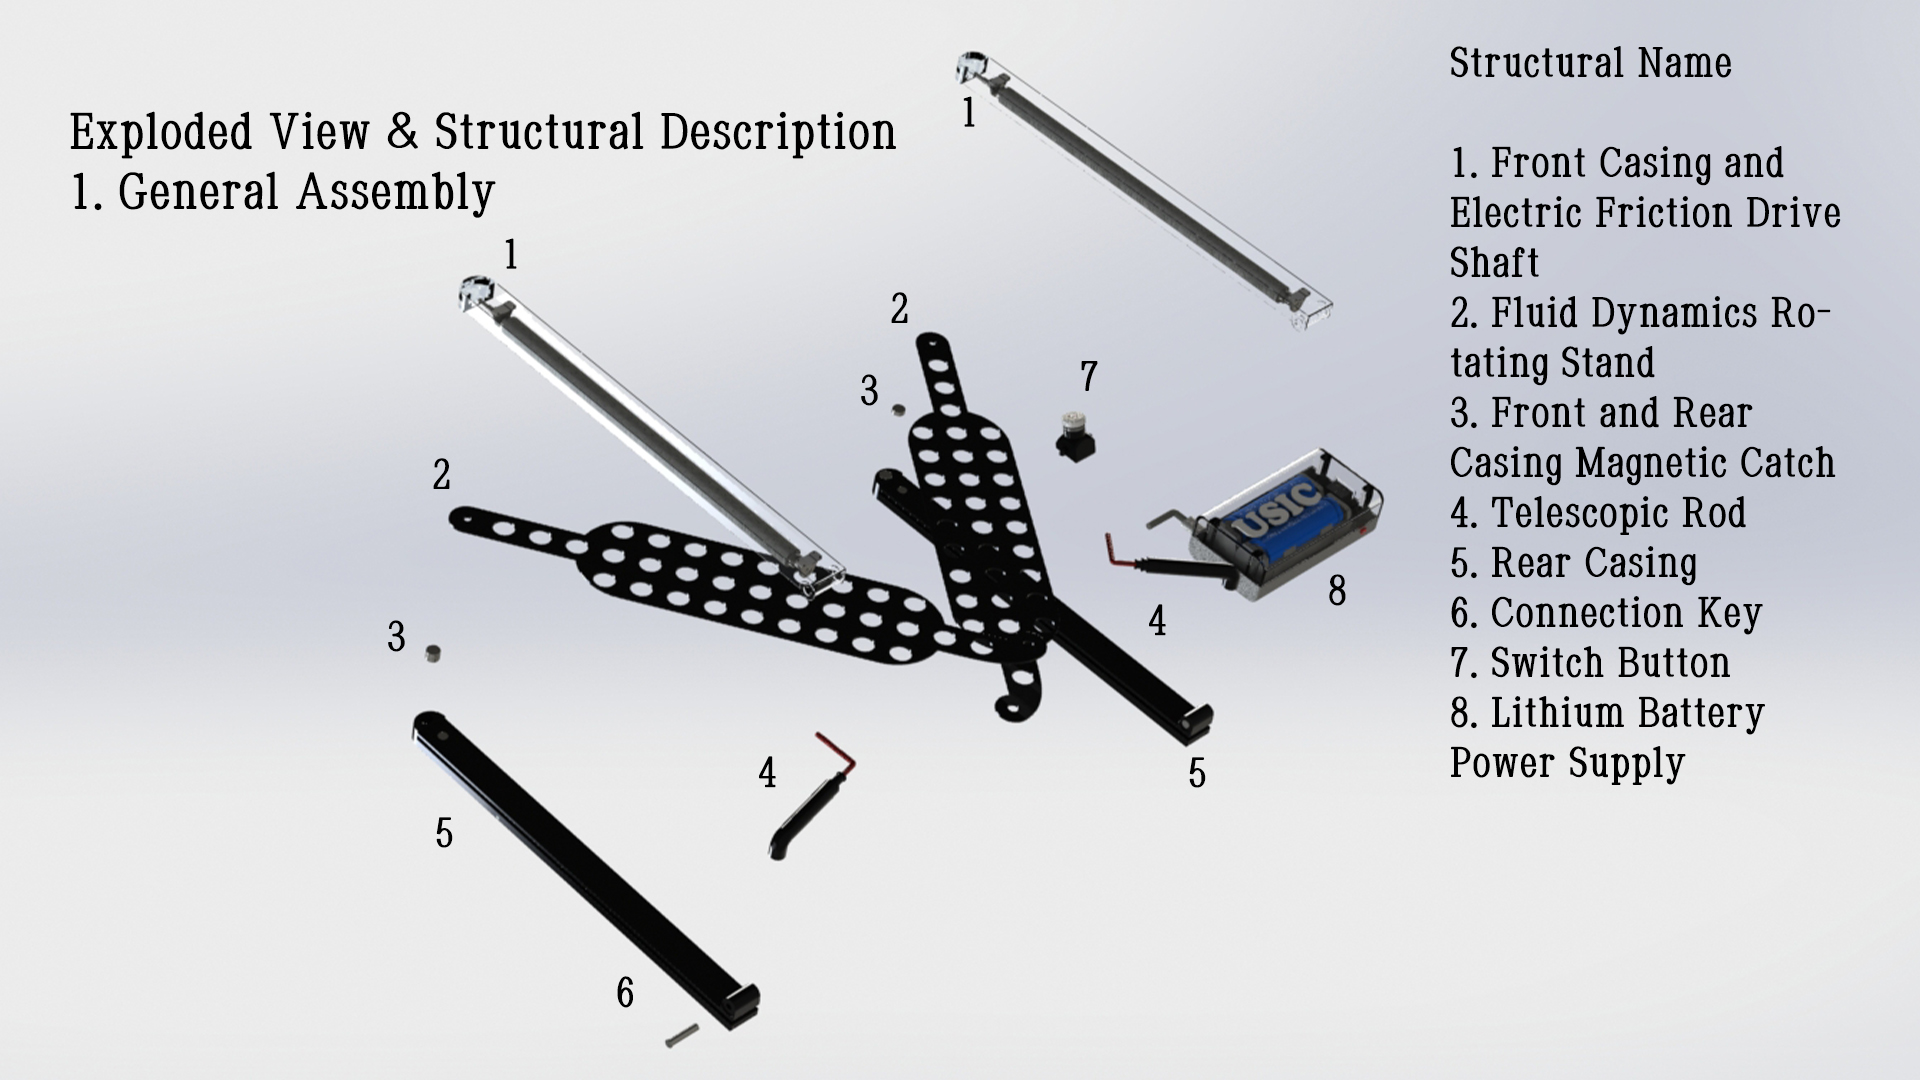 Exploded View & Structural Description
1. General Assembly
1
1
2
3
7
2
USIC
8
4
3
4
5
5
6
Structural Name
1. Front Casing and
Electric Friction Drive
Shaft
2. Fluid Dynamics Ro-
tating Stand
3. Front and Rear
Casing Magnetic Catch
4. Telescopic Rod
5. Rear Casing
6. Connection Key
7. Switch Button
8. Lithium Battery
Power Supply